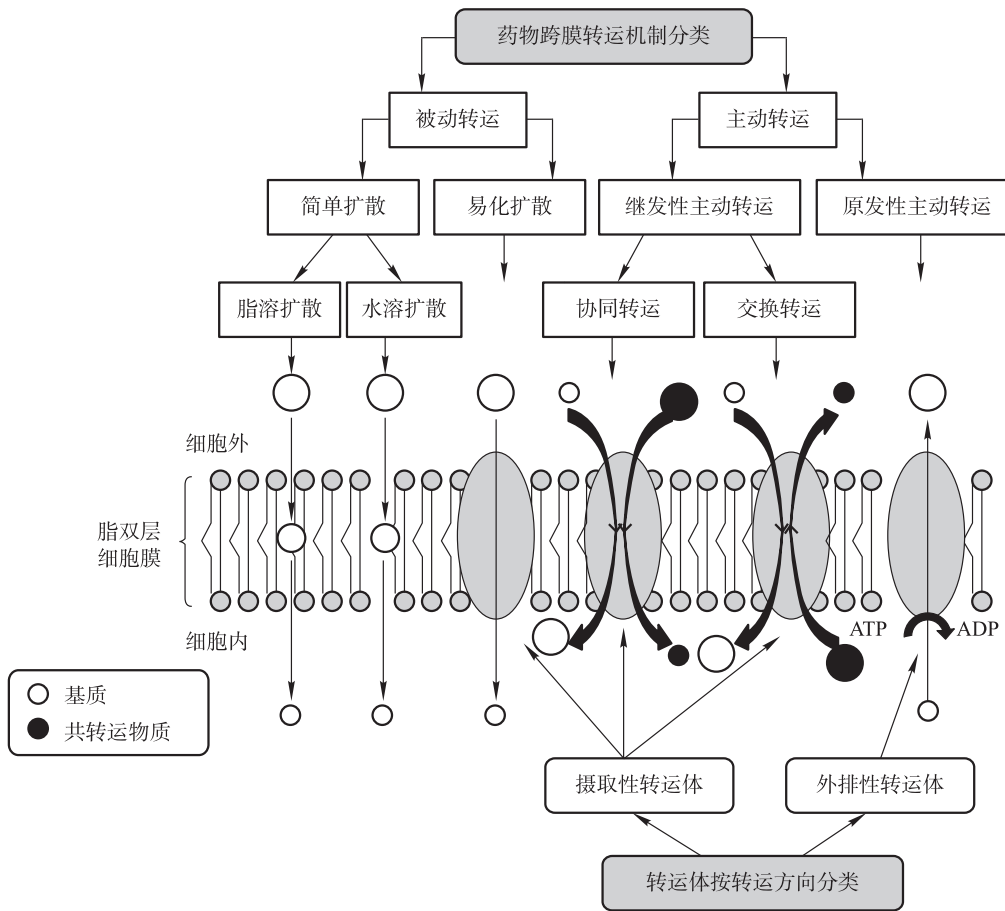 药物跨膜转运机制分类
被动转运
主动转运
简单扩散
易化扩散
继发性主动转运
原发性主动转运
脂溶扩散
水溶扩散
协同转运
交换转运
细胞外
脂双层
细胞膜
细胞内
ATP
ADP
基质
共转运物质
摄取性转运体
外排性转运体
转运体按转运方向分类